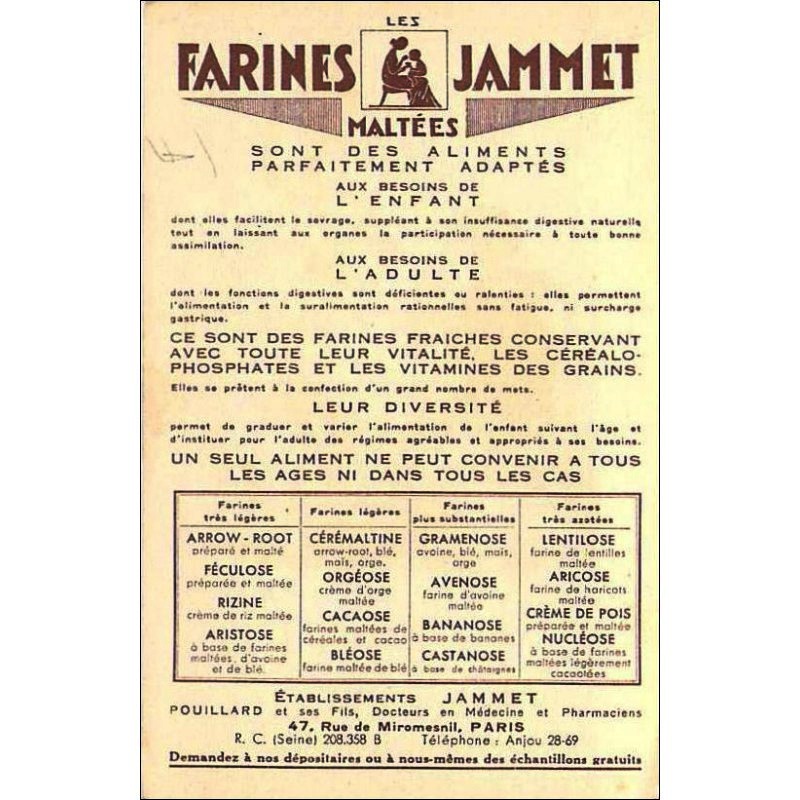 LES
FARINES JAMMET
MALTÉES
SONT DES ALIMENTS
PARFAITEMENT ADAPTÉS
AUX BESOINS DE
L'ENFANT
dont elles facilitent le sevrage, suppléant à son insuffisance digestive naturelle
tout en laissant aux organes la participation nécessaire à toute bonne
assimilation.
AUX BESOINS DE
L'ADULTE
dont les fonctions digestives sont déficientes ou ralenties : elles permettent
l'alimentation et la suralimentation rationnelles sans fatigue, ni surcharge
gastrique.
CE SONT DES FARINES FRAICHES CONSERVANT
AVEC TOUTE LEUR VITALITÉ, LES CÉRÉALO-
PHOSPHATES ET LES VITAMINES DES GRAINS.
Elles se prêtent à la confection d'un grand nombre de mets.
LEUR DIVERSITÉ
permet de graduer et varier l'alimentation de l'enfant suivant l'âge et
d'instituer pour l'adulte des régimes agréables et appropriés à ses besoins.
UN SEUL ALIMENT NE PEUT CONVENIR A TOUS
LES AGES NI DANS TOUS LES CAS
Farines
très légères
ARROW-ROOT
préparé et malté
FÉCULOSE
préparée et maltée
RIZINE
crème de riz maltée
ARISTOSE
à base de farines
maltées, d'avoine
et de blé.
Farines légères
CÉRÉMALTINE
arrow-root, blé,
maïs, orge.
ORGÉOSE
crème d'orge
maltée
CACAOSE
farines maltées de
céréales et cacao
BLÉOSE
farine maltée de blé
Farines
plus substantielles
GRAMENOSE
avoine, blé, maïs,
orge
AVENOSE
farine d'avoine
maltée
BANANOSE
à base de bananes
CASTANOSE
à base de châtaignes
Farines
très azotées
LENTILOSE
farine de lentilles
maltée
ARICOSE
farine de haricots
maltée
CRÈME DE POIS
préparée et maltée
NUCLÉOSE
à base de farines
maltées légèrement
cacaotées
ÉTABLISSEMENTS JAMMET
POUILLARD et ses Fils, Docteurs en Médecine et Pharmaciens
47, Rue de Miromesnil, PARIS
R. C. (Seine) 208.358 B Téléphone : Anjou 28-69
Demandez à nos dépositaires ou à nous-mêmes des échantillons gratuits